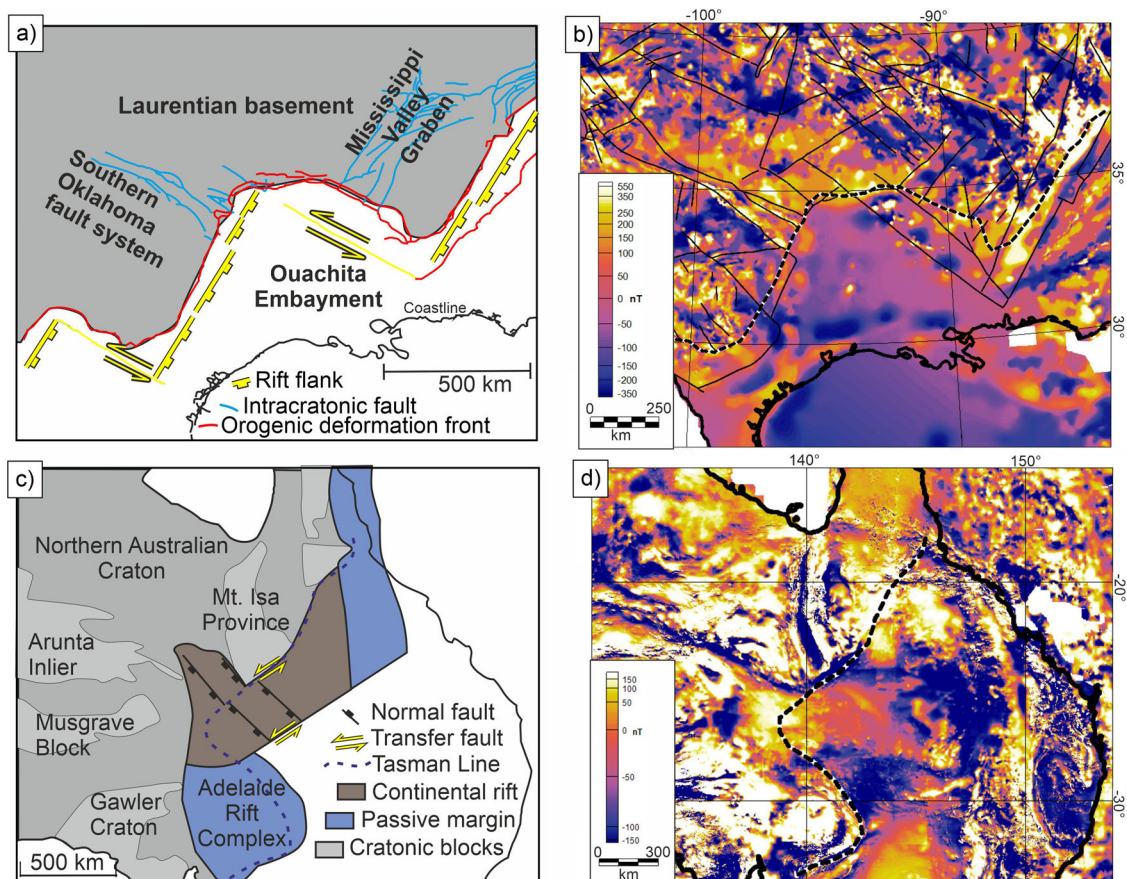 a)
Laurentian basement
Mississippi
Valley
Graben
Southern
Oklahoma
fault system
Ouachita
Embayment
Coastline
500 km
Rift flank
Intracratonic fault
Orogenic deformation front
b)
-100°
-90°
35°
30°
550
350
250
200
150
100
50
0 nT
-50
-100
-150
-200
-350
0 250
km
c)
Northern Australian
Craton
Mt. Isa
Province
Arunta
Inlier
Musgrave
Block
Gawler
Craton
Adelaide
Rift
Complex
500 km
Normal fault
Transfer fault
Tasman Line
Continental rift
Passive margin
Cratonic blocks
d)
140°
150°
-20°
-30°
150
100
50
0 nT
-50
-100
-150
0 300
km